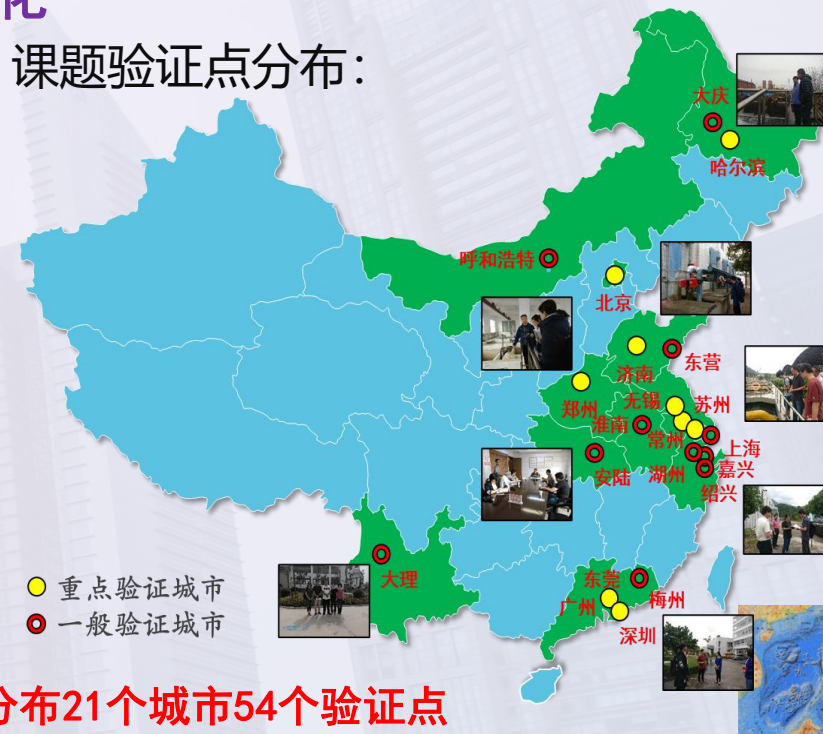 化
课题验证点分布：
大庆
哈尔滨
呼和浩特
北京
济南
东营
郑州
无锡
苏州
淮南
常州
上海
安陆
湖州
嘉兴
绍兴
大理
东莞
广州
梅州
深圳
重点验证城市
一般验证城市
分布21个城市54个验证点